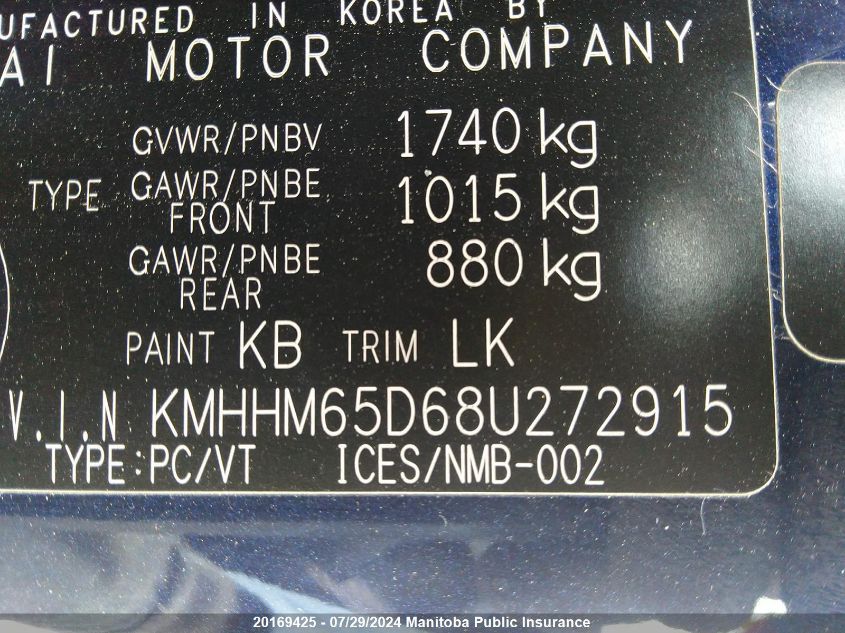 UFACTURED IN KOREA BY
AI MOTOR COMPANY
GVWR/PNBV 1740 kg
TYPE GAWR/PNBE FRONT 1015 kg
GAWR/PNBE REAR 880 kg
PAINT KB TRIM LK
V.I.N KMHHM65D68U272915
TYPE:PC/VT ICES/NMB-002
20169425 - 07/29/2024 Manitoba Public Insurance